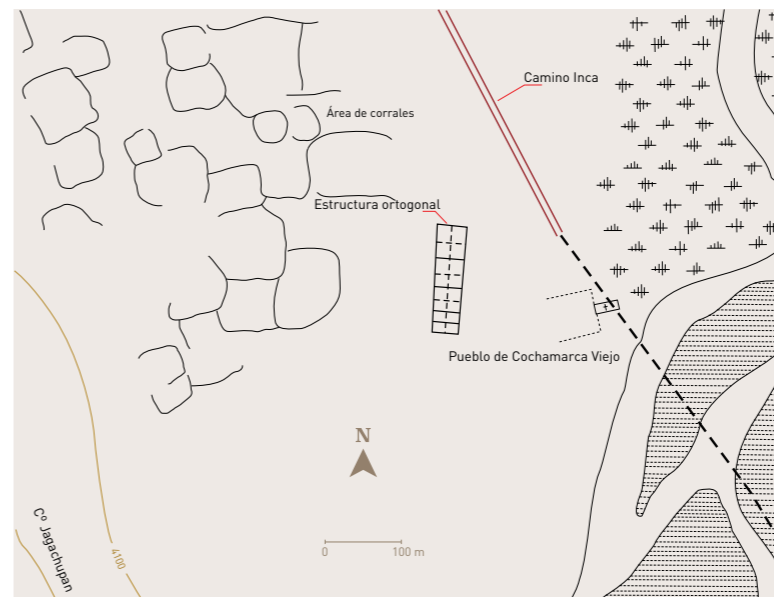 Camino Inca
Área de corrales
Estructura ortogonal
Pueblo de Cochamarca Viejo
N
0 100 m
4100
Cº Jagachupan